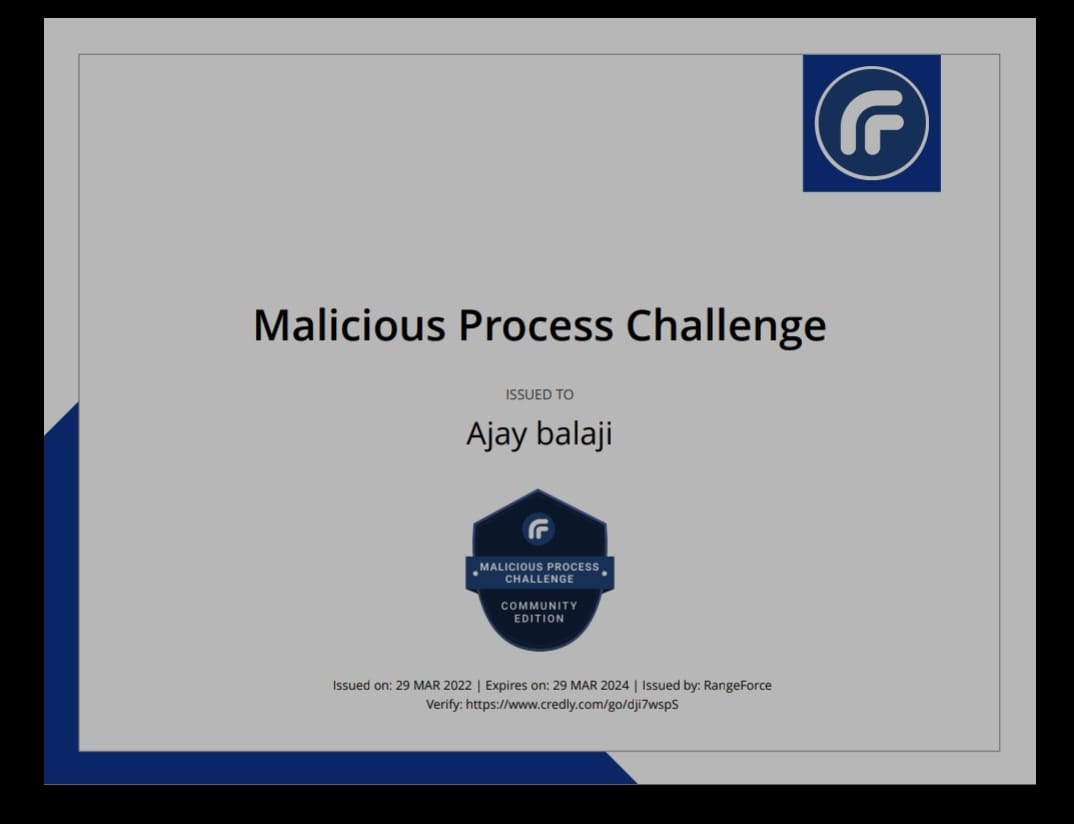 Malicious Process Challenge
ISSUED TO
Ajay balaji
MALICIOUS PROCESS
CHALLENGE
COMMUNITY
EDITION
Issued on: 29 MAR 2022 | Expires on: 29 MAR 2024 | Issued by: RangeForce
Verify: https://www.credly.com/go/dji7wspS